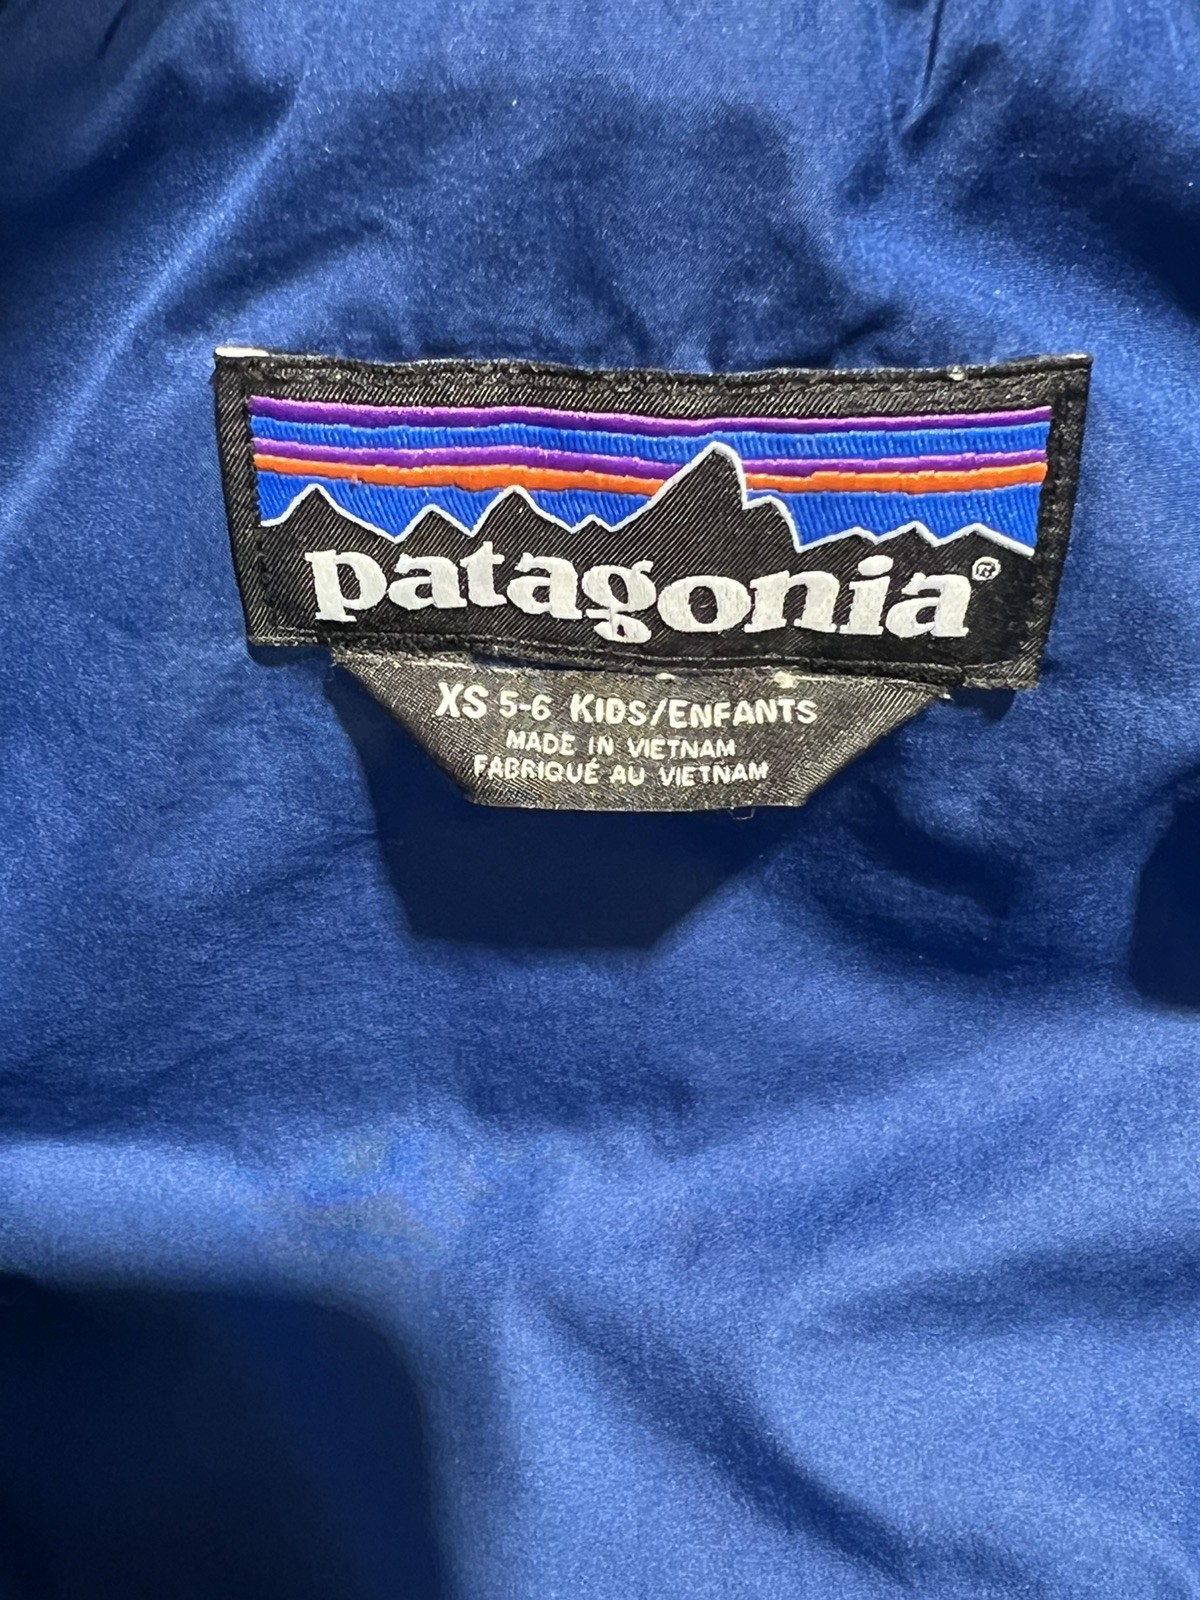 patagonia®
XS 5-6 KIDS/ENFANTS
MADE IN VIETNAM
FABRIQUÉ AU VIETNAM